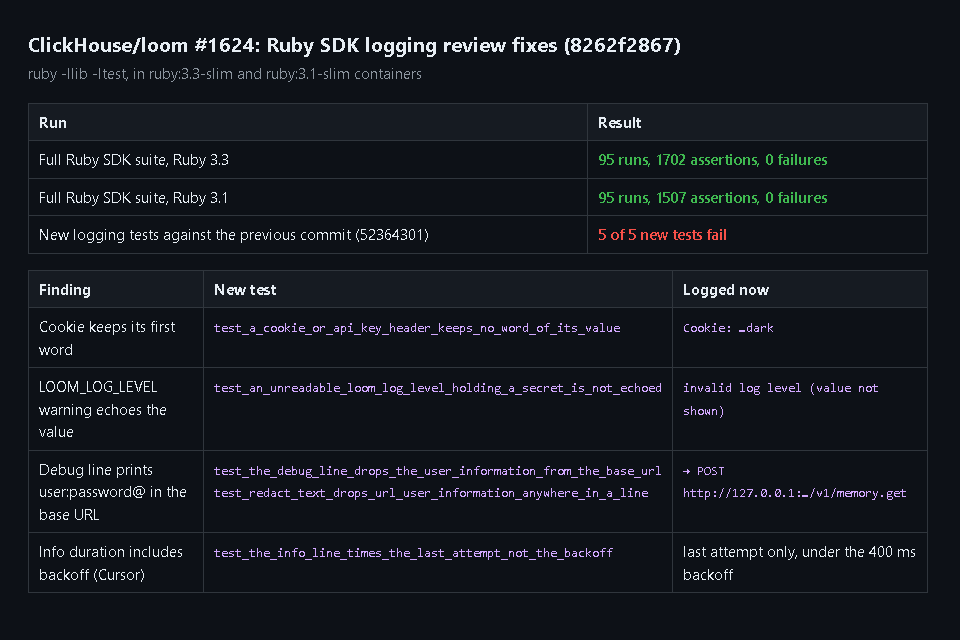 ClickHouse/loom #1624: Ruby SDK logging review fixes (8262f2867)
ruby -Ilib -Itest, in ruby:3.3-slim and ruby:3.1-slim containers
Run
Result
Full Ruby SDK suite, Ruby 3.3
95 runs, 1702 assertions, 0 failures
Full Ruby SDK suite, Ruby 3.1
95 runs, 1507 assertions, 0 failures
New logging tests against the previous commit (52364301)
5 of 5 new tests fail
Finding
New test
Logged now
Cookie keeps its first
word
test_a_cookie_or_api_key_header_keeps_no_word_of_its_value
Cookie: …dark
LOOM_LOG_LEVEL
warning echoes the
value
test_an_unreadable_loom_log_level_holding_a_secret_is_not_echoed
invalid log level (value not
shown)
Debug line prints
user:password@ in the
base URL
test_the_debug_line_drops_the_user_information_from_the_base_url
test_redact_text_drops_url_user_information_anywhere_in_a_line
→ POST
http://127.0.0.1:…/v1/memory.get
Info duration includes
backoff (Cursor)
test_the_info_line_times_the_last_attempt_not_the_backoff
last attempt only, under the 400 ms
backoff